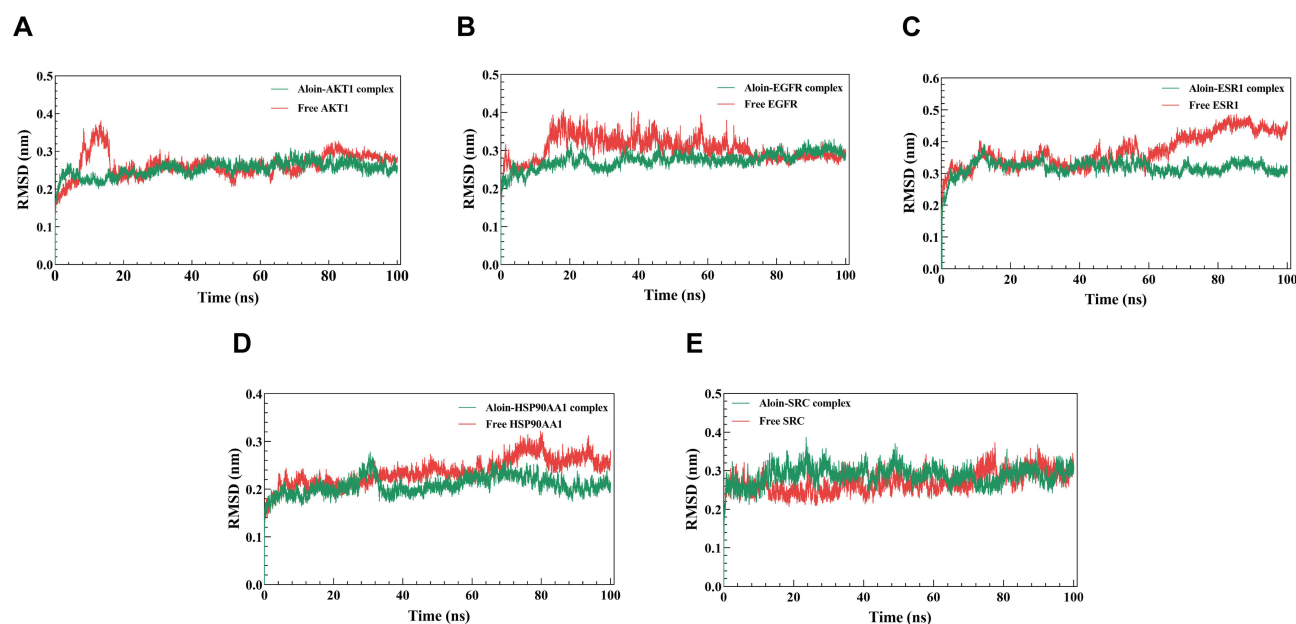 A
0.5
0.4
0.3
0.2
0.1
0.0
RMSD (nm)
Aloin-AKT1 complex
Free AKT1
0 20 40 60 80 100
Time (ns)
B
0.5
0.4
0.3
0.2
0.1
0.0
RMSD (nm)
Aloin-EGFR complex
Free EGFR
0 20 40 60 80 100
Time (ns)
C
0.6
0.5
0.4
0.3
0.2
0.1
0.0
RMSD (nm)
Aloin-ESR1 complex
Free ESR1
0 20 40 60 80 100
Time (ns)
D
0.4
0.3
0.2
0.1
0.0
RMSD (nm)
Aloin-HSP90AA1 complex
Free HSP90AA1
0 20 40 60 80 100
Time (ns)
E
0.5
0.4
0.3
0.2
0.1
0.0
RMSD (nm)
Aloin-SRC complex
Free SRC
0 20 40 60 80 100
Time (ns)